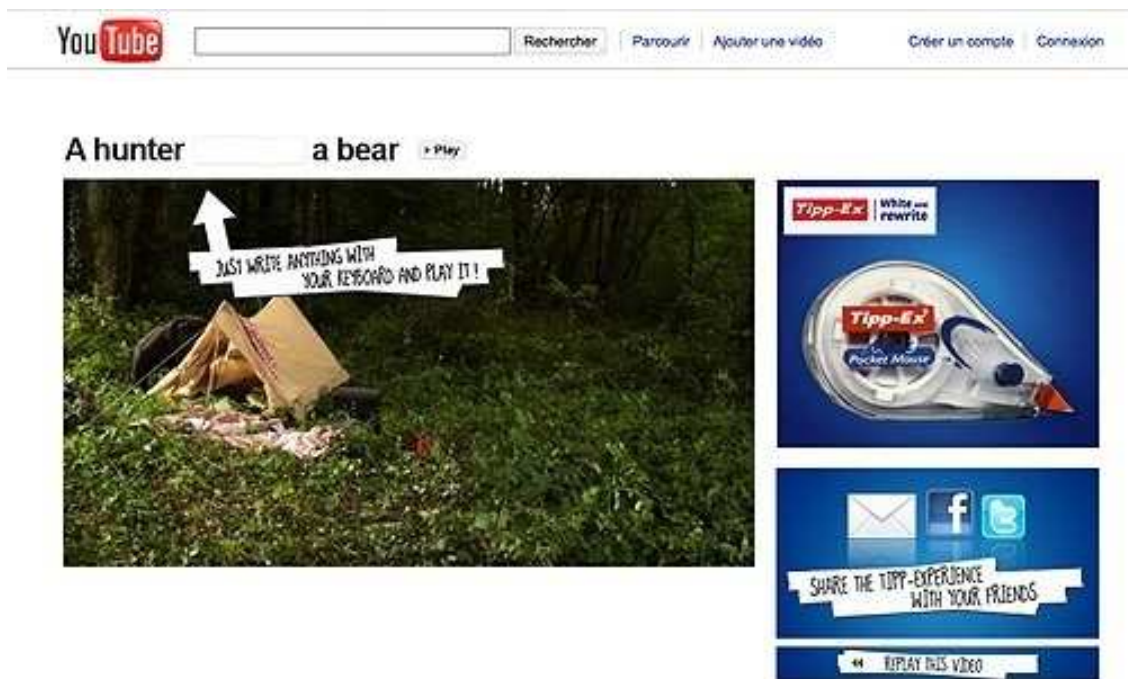 YouTube Rechercher Parcourir Ajouter une vidéo Créer un compte Connexion
A hunter a bear Play
JUST WRITE ANYTHING WITH
YOUR KEYBOARD AND PLAY IT !
Tipp-Ex White and
rewrite
Tipp-Ex
Pocket Mouse
SHARE THE TIPP-EXPERIENCE
WITH YOUR FRIENDS
REPLAY THIS VIDEO